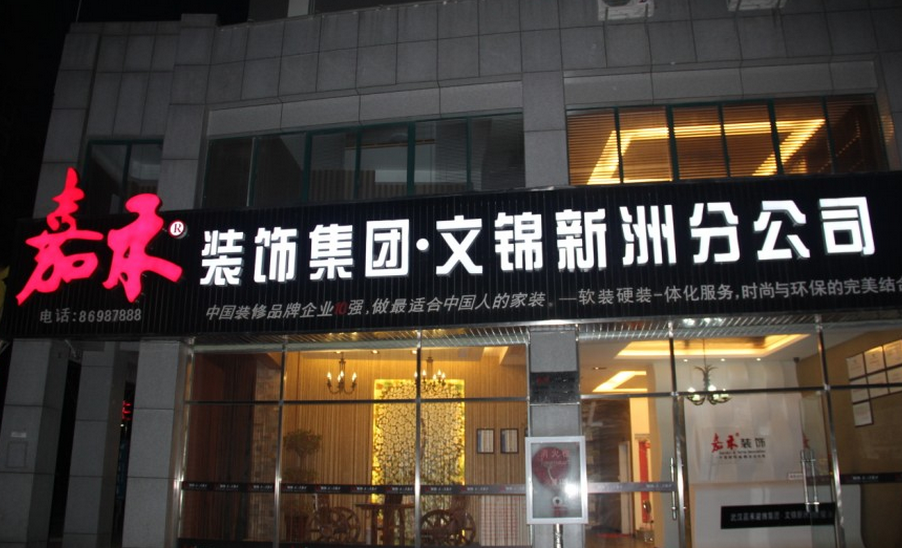 嘉禾®
装饰集团·文锦新洲分公司
电话:86987888
中国装修品牌企业10强,做最适合中国人的家装。—软装硬装一体化服务,时尚与环保的完美结合
嘉禾装饰